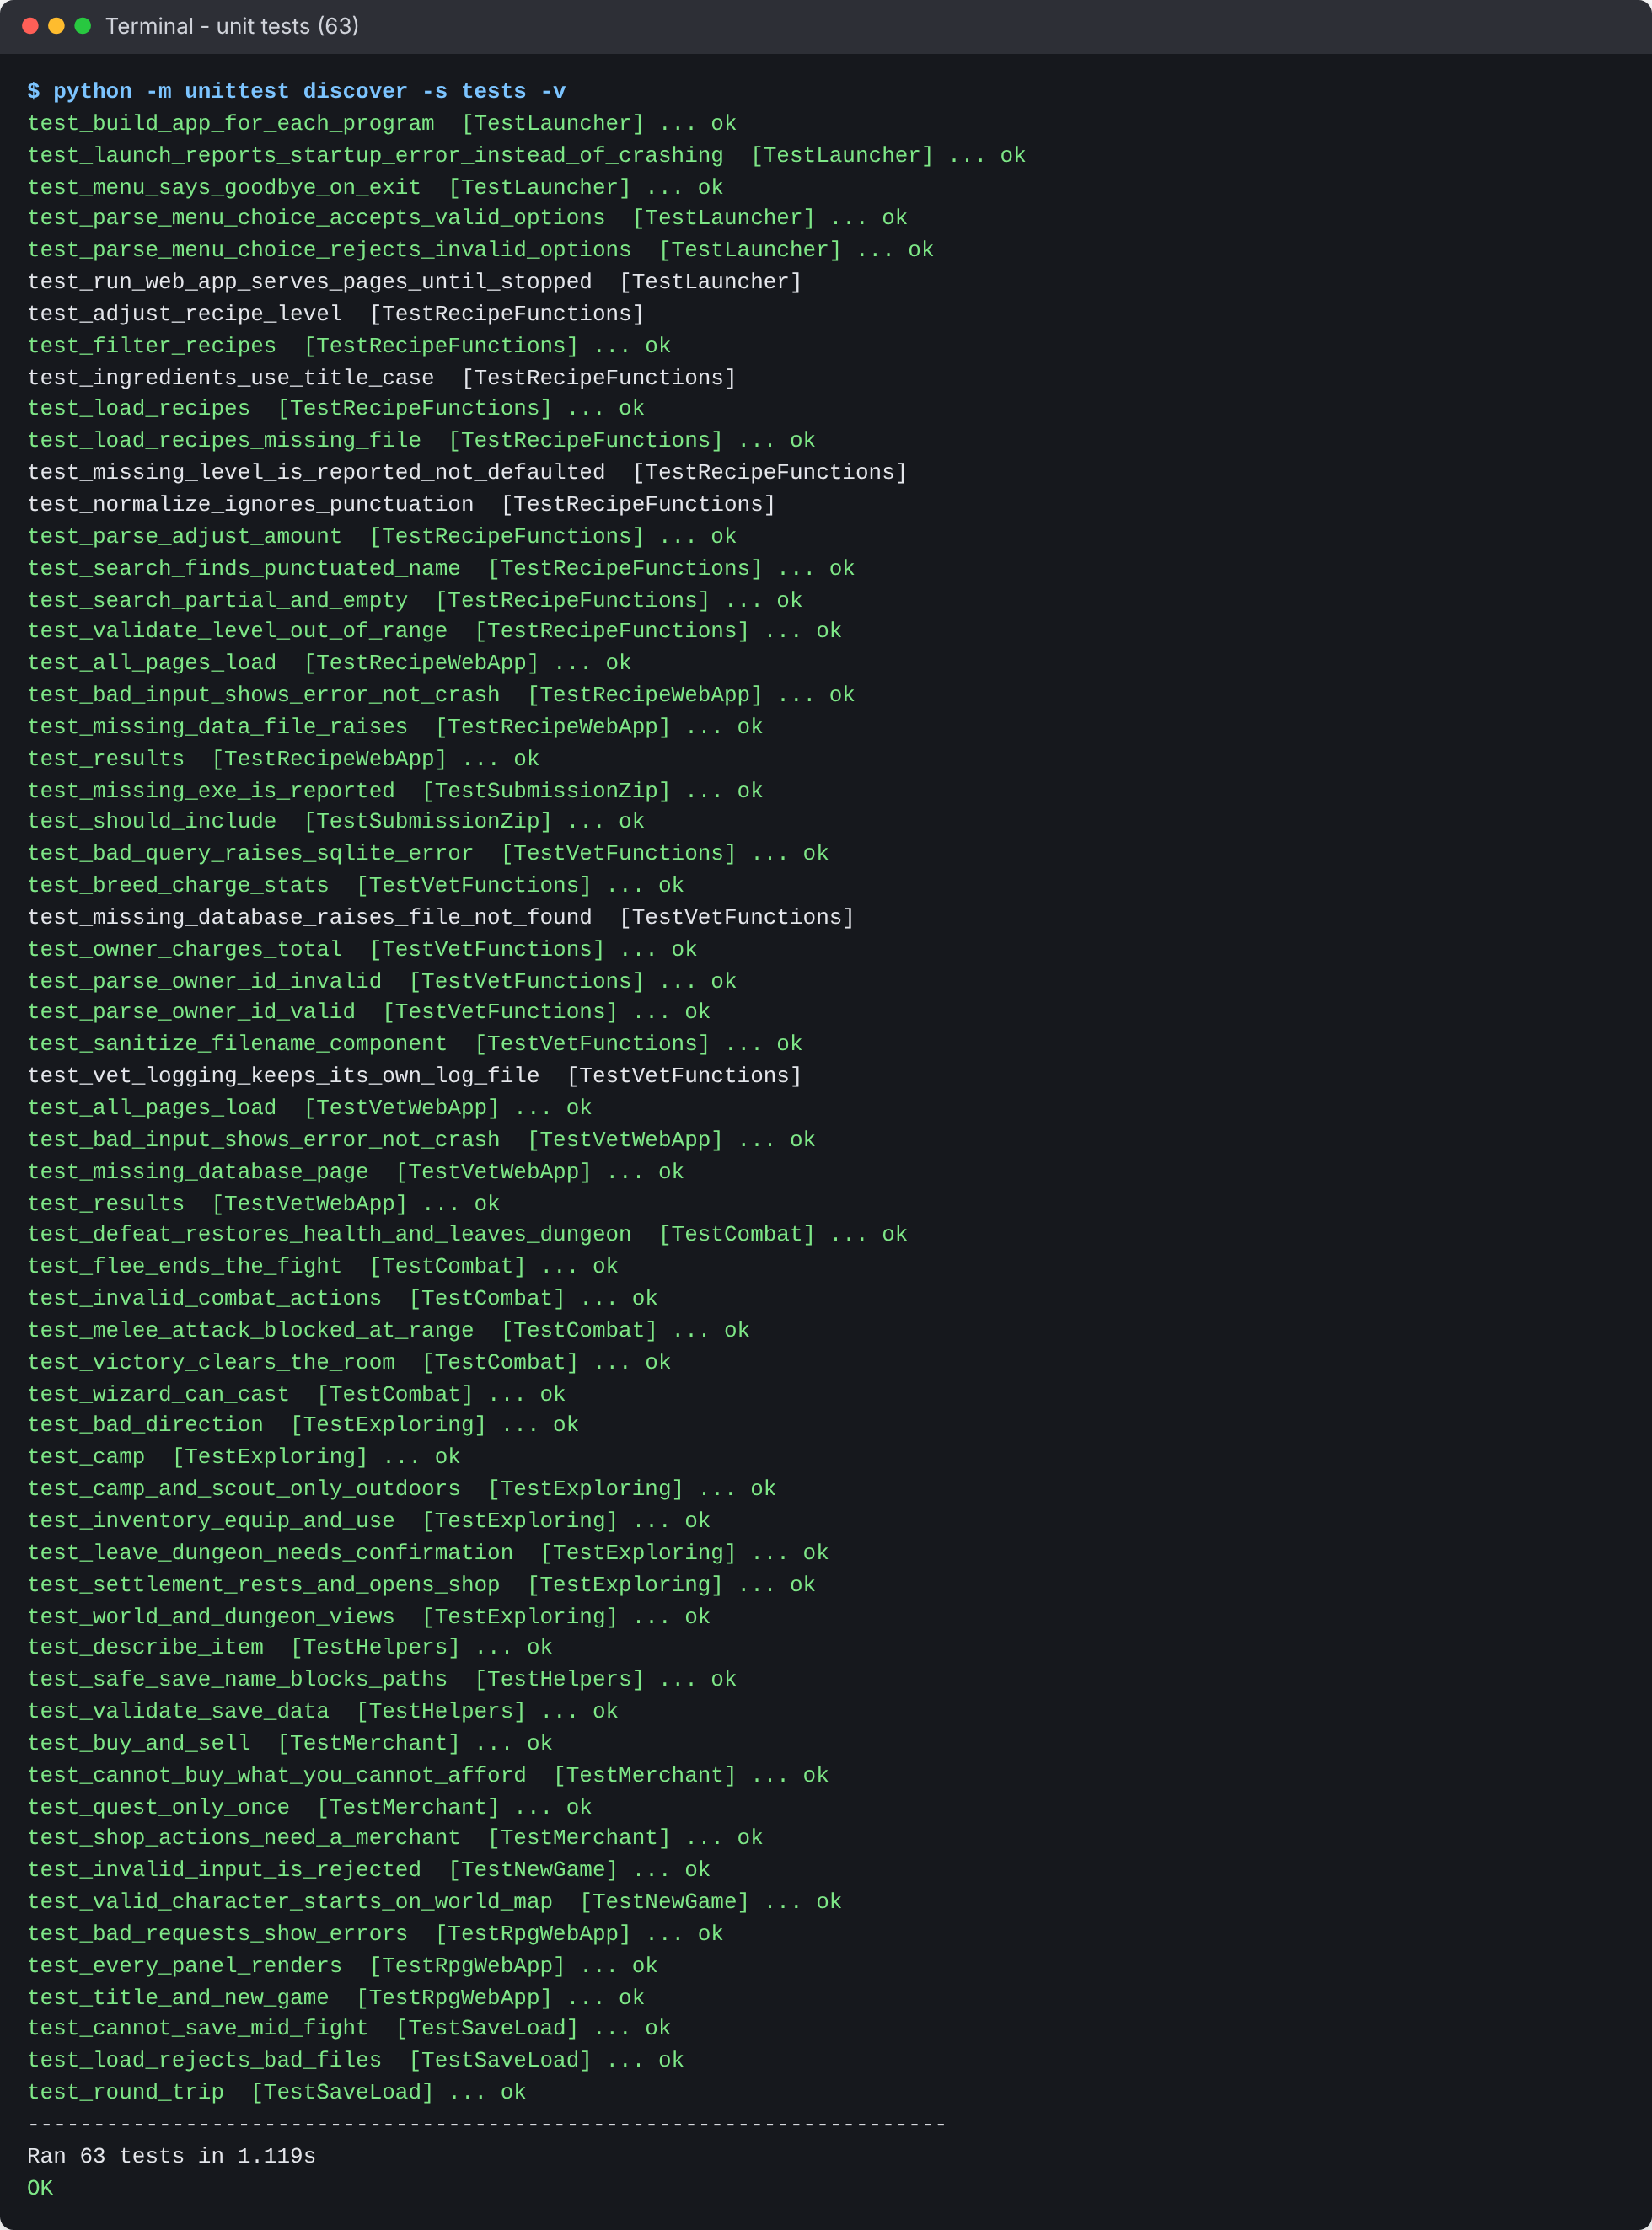 Terminal - unit tests (63)
$ python -m unittest discover -s tests -v
test_build_app_for_each_program  [TestLauncher] ... ok
test_launch_reports_startup_error_instead_of_crashing  [TestLauncher] ... ok
test_menu_says_goodbye_on_exit  [TestLauncher] ... ok
test_parse_menu_choice_accepts_valid_options  [TestLauncher] ... ok
test_parse_menu_choice_rejects_invalid_options  [TestLauncher] ... ok
test_run_web_app_serves_pages_until_stopped  [TestLauncher]
test_adjust_recipe_level  [TestRecipeFunctions]
test_filter_recipes  [TestRecipeFunctions] ... ok
test_ingredients_use_title_case  [TestRecipeFunctions]
test_load_recipes  [TestRecipeFunctions] ... ok
test_load_recipes_missing_file  [TestRecipeFunctions] ... ok
test_missing_level_is_reported_not_defaulted  [TestRecipeFunctions]
test_normalize_ignores_punctuation  [TestRecipeFunctions]
test_parse_adjust_amount  [TestRecipeFunctions] ... ok
test_search_finds_punctuated_name  [TestRecipeFunctions] ... ok
test_search_partial_and_empty  [TestRecipeFunctions] ... ok
test_validate_level_out_of_range  [TestRecipeFunctions] ... ok
test_all_pages_load  [TestRecipeWebApp] ... ok
test_bad_input_shows_error_not_crash  [TestRecipeWebApp] ... ok
test_missing_data_file_raises  [TestRecipeWebApp] ... ok
test_results  [TestRecipeWebApp] ... ok
test_missing_exe_is_reported  [TestSubmissionZip] ... ok
test_should_include  [TestSubmissionZip] ... ok
test_bad_query_raises_sqlite_error  [TestVetFunctions] ... ok
test_breed_charge_stats  [TestVetFunctions] ... ok
test_missing_database_raises_file_not_found  [TestVetFunctions]
test_owner_charges_total  [TestVetFunctions] ... ok
test_parse_owner_id_invalid  [TestVetFunctions] ... ok
test_parse_owner_id_valid  [TestVetFunctions] ... ok
test_sanitize_filename_component  [TestVetFunctions] ... ok
test_vet_logging_keeps_its_own_log_file  [TestVetFunctions]
test_all_pages_load  [TestVetWebApp] ... ok
test_bad_input_shows_error_not_crash  [TestVetWebApp] ... ok
test_missing_database_page  [TestVetWebApp] ... ok
test_results  [TestVetWebApp] ... ok
test_defeat_restores_health_and_leaves_dungeon  [TestCombat] ... ok
test_flee_ends_the_fight  [TestCombat] ... ok
test_invalid_combat_actions  [TestCombat] ... ok
test_melee_attack_blocked_at_range  [TestCombat] ... ok
test_victory_clears_the_room  [TestCombat] ... ok
test_wizard_can_cast  [TestCombat] ... ok
test_bad_direction  [TestExploring] ... ok
test_camp  [TestExploring] ... ok
test_camp_and_scout_only_outdoors  [TestExploring] ... ok
test_inventory_equip_and_use  [TestExploring] ... ok
test_leave_dungeon_needs_confirmation  [TestExploring] ... ok
test_settlement_rests_and_opens_shop  [TestExploring] ... ok
test_world_and_dungeon_views  [TestExploring] ... ok
test_describe_item  [TestHelpers] ... ok
test_safe_save_name_blocks_paths  [TestHelpers] ... ok
test_validate_save_data  [TestHelpers] ... ok
test_buy_and_sell  [TestMerchant] ... ok
test_cannot_buy_what_you_cannot_afford  [TestMerchant] ... ok
test_quest_only_once  [TestMerchant] ... ok
test_shop_actions_need_a_merchant  [TestMerchant] ... ok
test_invalid_input_is_rejected  [TestNewGame] ... ok
test_valid_character_starts_on_world_map  [TestNewGame] ... ok
test_bad_requests_show_errors  [TestRpgWebApp] ... ok
test_every_panel_renders  [TestRpgWebApp] ... ok
test_title_and_new_game  [TestRpgWebApp] ... ok
test_cannot_save_mid_fight  [TestSaveLoad] ... ok
test_load_rejects_bad_files  [TestSaveLoad] ... ok
test_round_trip  [TestSaveLoad] ... ok
----------------------------------------------------------------------
Ran 63 tests in 1.119s
OK